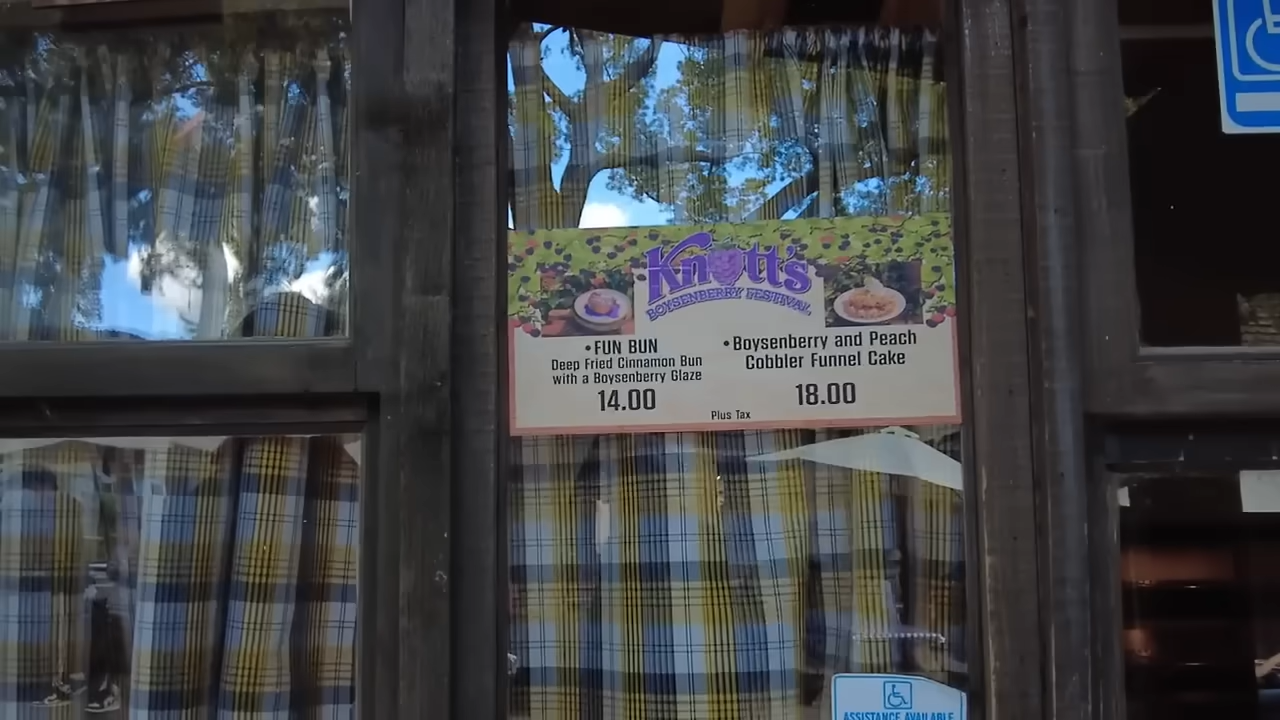 Knott's
BOYSENBERRY FESTIVAL
•FUN BUN
Deep Fried Cinnamon Bun
with a Boysenberry Glaze
14.00
•Boysenberry and Peach
Cobbler Funnel Cake
18.00
Plus Tax
ASSISTANCE AVAILABLE